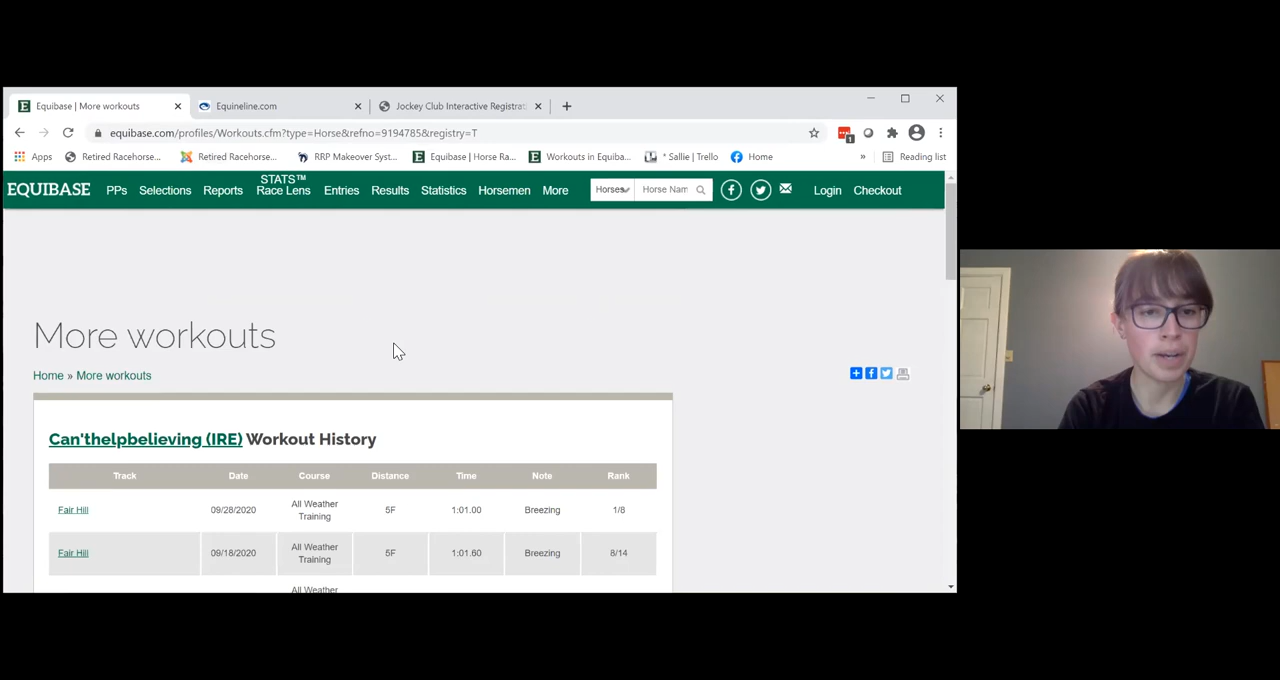 Equibase | More workouts
Equineline.com
Jockey Club Interactive Registrat
equibase.com/profiles/Workouts.cfm?type=Horse&refno=9194785&registry=T
1
Apps
Retired Racehorse...
Retired Racehorse...
RRP Makeover Syst...
Equibase | Horse Ra...
Workouts in Equiba...
* Sallie | Trello
Home
»
Reading list
EQUIBASE
PPs
Selections
Reports
STATS™
Race Lens
Entries
Results
Statistics
Horsemen
More
Horses
Horse Nam
Login
Checkout
More workouts
Home » More workouts
Can'thelpbelieving (IRE) Workout History
Track Date Course Distance Time Note Rank
Fair Hill 09/28/2020 All Weather Training 5F 1:01.00 Breezing 1/8
Fair Hill 09/18/2020 All Weather Training 5F 1:01.60 Breezing 8/14
All Weather